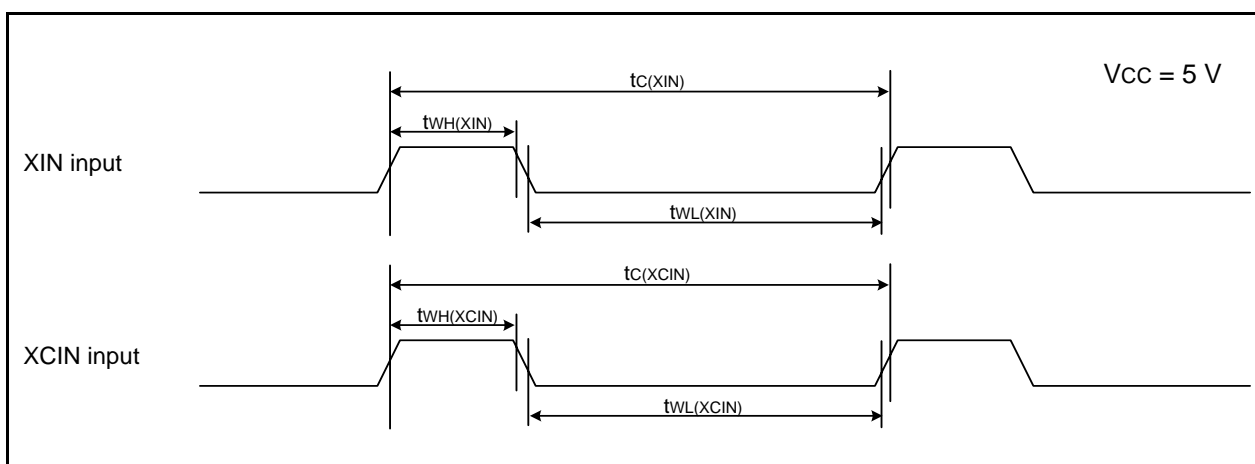 VCC = 5 V
tC(XIN)
tWH(XIN)
XIN input
tWL(XIN)
tC(XCIN)
tWH(XCIN)
XCIN input
tWL(XCIN)